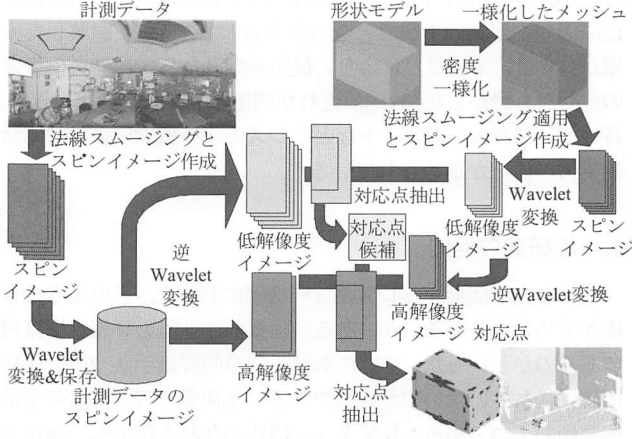 計測データ
形状モデル
一様化したメッシュ
密度
一様化
法線スムージングと
スピンイメージ作成
法線スムージング適用
とスピンイメージ作成
対応点抽出
Wavelet
変換
低解像度
イメージ
対応点
候補
低解像度
イメージ
スピン
イメージ
スピン
イメージ
逆
Wavelet
変換
高解像度
イメージ
逆Wavelet変換
対応点
Wavelet
変換&保存
計測データの
スピンイメージ
高解像度
イメージ
対応点
抽出